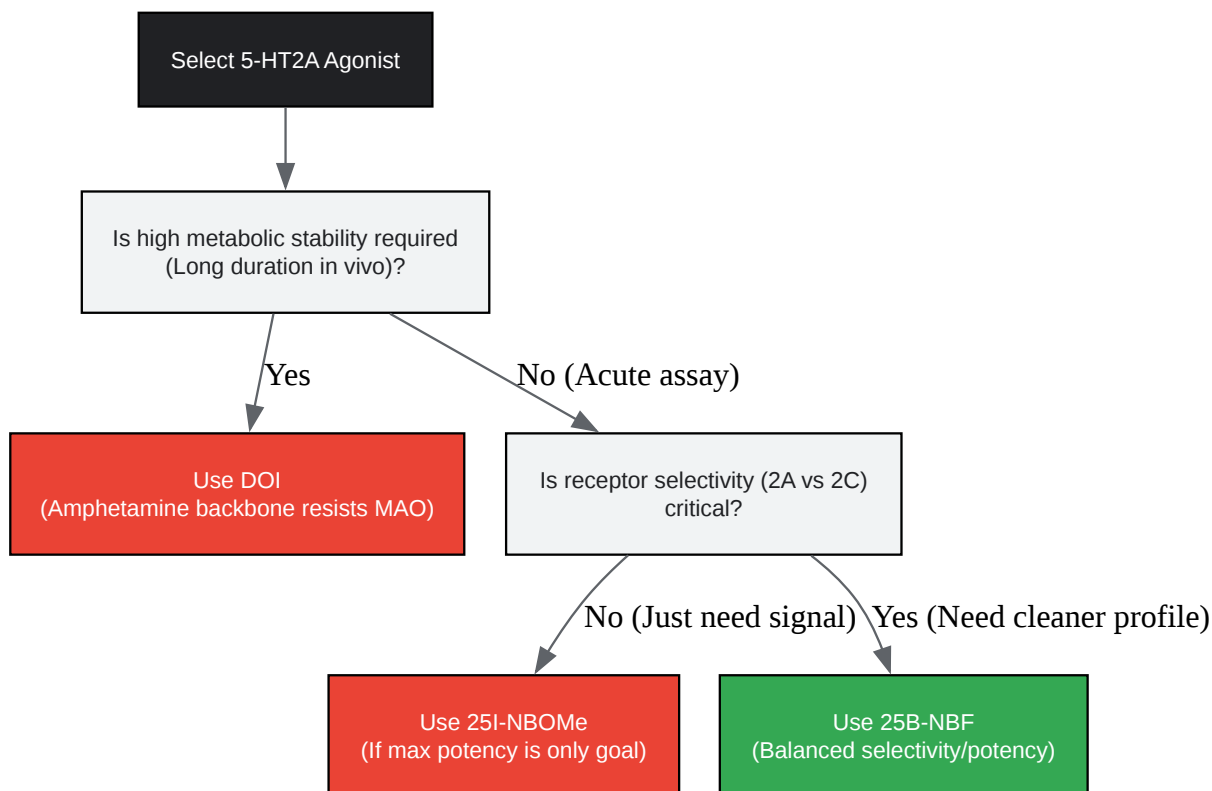 Select 5-HT2A Agonist
Is high metabolic stability required
(Long duration in vivo)?
Yes
No (Acute assay)
Use DOI
(Amphetamine backbone resists MAO)
Is receptor selectivity (2A vs 2C)
critical?
No (Just need signal)
Yes (Need cleaner profile)
Use 25I-NBOMe
(If max potency is only goal)
Use 25B-NBF
(Balanced selectivity/potency)